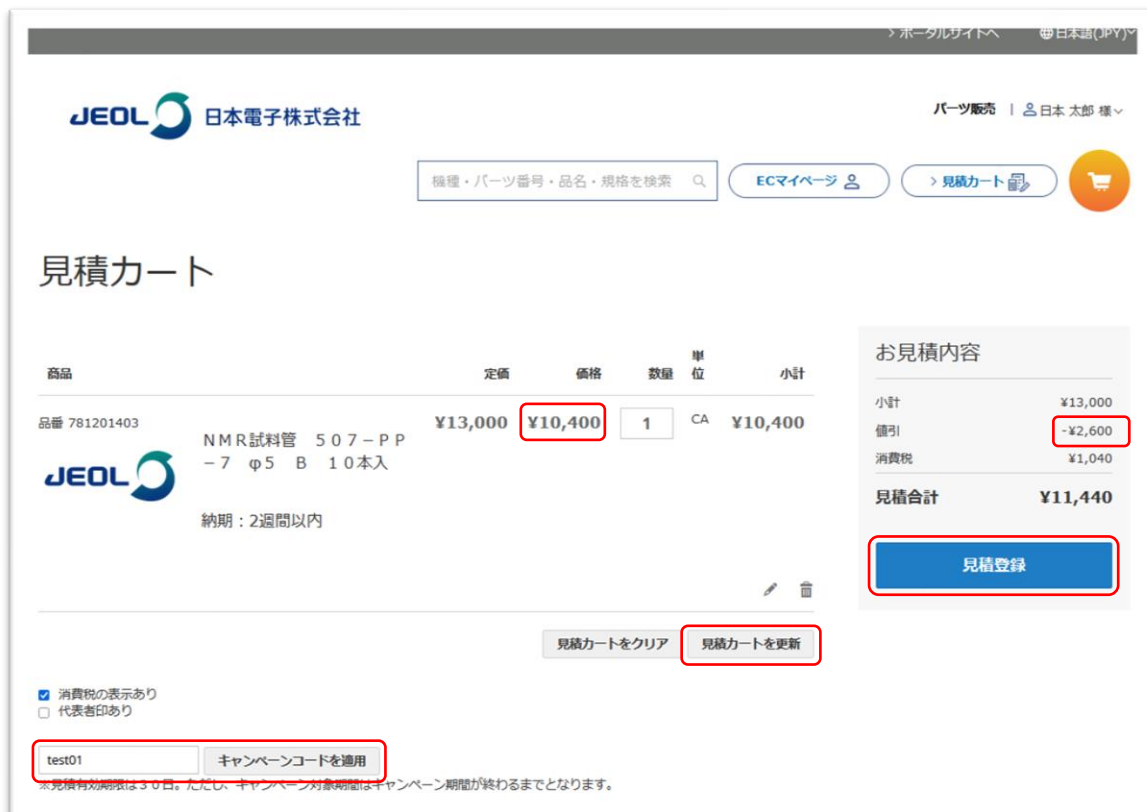 > ポータルサイトへ 日本語(JPY)
JEOL 日本電子株式会社
パーツ販売 | 日本 太郎 様
機種・パーツ番号・品名・規格を検索
ECマイページ
> 見積カート
見積カート
商品 定価 価格 数量 単位 小計
品番 781201403
JEOL
NMR試料管 507-PP
-7 φ5 B 10本入
納期:2週間以内
¥13,000 ¥10,400 1 CA ¥10,400
見積カートをクリア 見積カートを更新
お見積内容
小計 ¥13,000
値引 -¥2,600
消費税 ¥1,040
見積合計 ¥11,440
見積登録
消費税の表示あり
代表者印あり
test01 キャンペーンコードを適用
※見積有効期限は30日。ただし、キャンペーン対象期間はキャンペーン期間が終わるまでとなります。